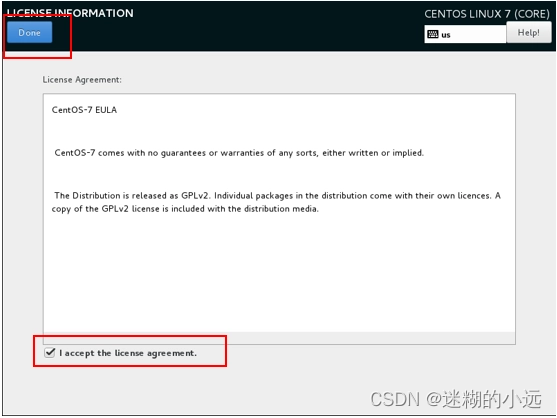 LICENSE INFORMATION
CENTOS LINUX 7 (CORE)
Done
us
Help!
License Agreement:
CentOS-7 EULA
CentOS-7 comes with no guarantees or warranties of any sorts, either written or implied.
The Distribution is released as GPLv2. Individual packages in the distribution come with their own licences. A
copy of the GPLv2 license is included with the distribution media.
I accept the license agreement.
CSDN @迷糊的小远